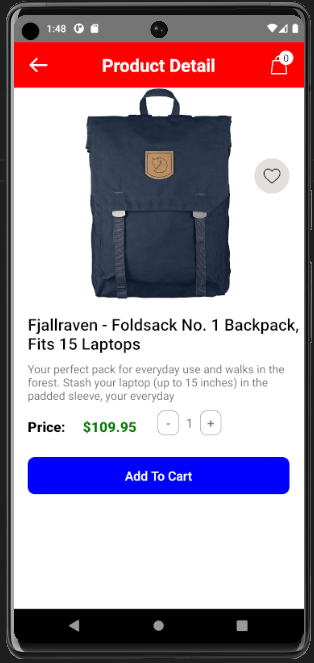 1:48
Product Detail
0
Fjallraven - Foldsack No. 1 Backpack,
Fits 15 Laptops
Your perfect pack for everyday use and walks in the
forest. Stash your laptop (up to 15 inches) in the
padded sleeve, your everyday
Price: $109.95 - 1 +
Add To Cart